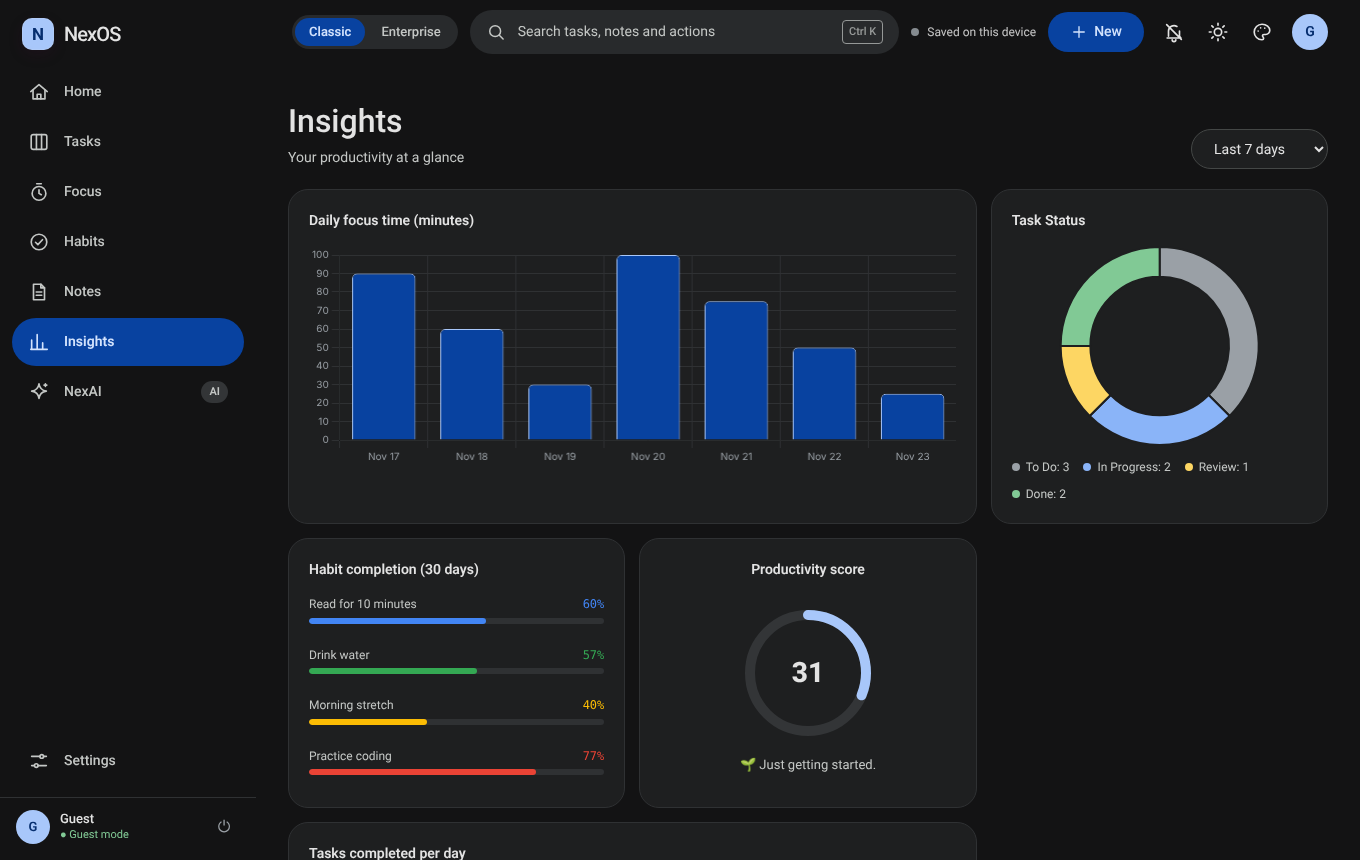 N NexOS
Classic Enterprise
Search tasks, notes and actions Ctrl K
Saved on this device
New
G
Home
Tasks
Focus
Habits
Notes
Insights
NexAI AI
Settings
G
Guest
Guest mode
Insights
Your productivity at a glance
Last 7 days
Daily focus time (minutes)
100
90
80
70
60
50
40
30
20
10
0
Nov 17 Nov 18 Nov 19 Nov 20 Nov 21 Nov 22 Nov 23
Task Status
To Do: 3 In Progress: 2 Review: 1
Done: 2
Habit completion (30 days)
Read for 10 minutes 60%
Drink water 57%
Morning stretch 40%
Practice coding 77%
Productivity score
31
🌱 Just getting started.
Tasks completed per day